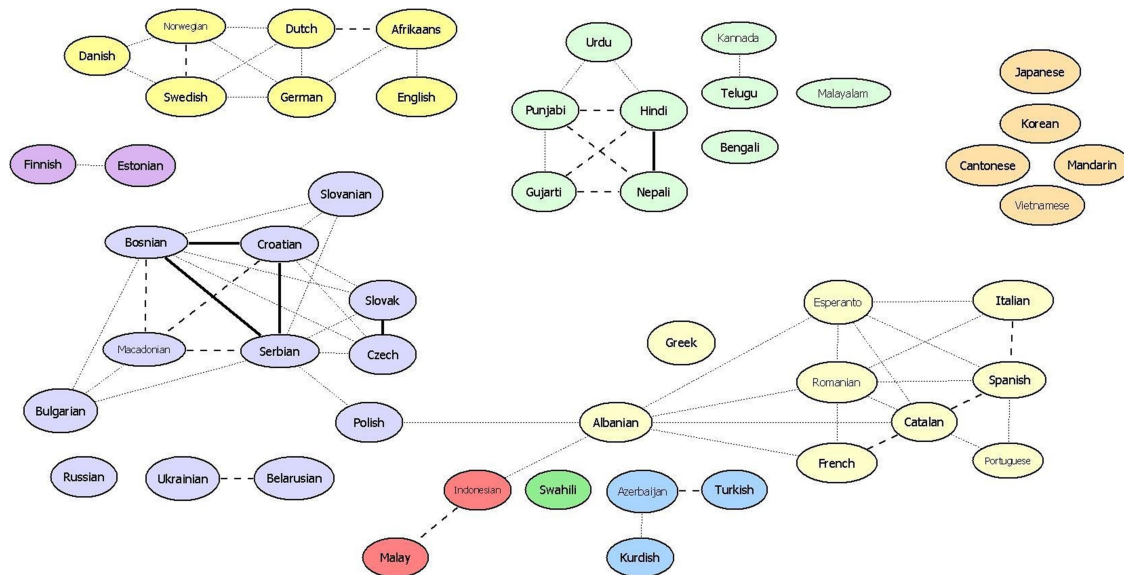 Norwegian
Dutch
Afrikaans
Danish
Swedish
German
English
Urdu
Kannada
Punjabi
Hindi
Telugu
Malayalam
Bengali
Gujarti
Nepali
Japanese
Korean
Cantonese
Mandarin
Vietnamese
Finnish
Estonian
Slovanian
Bosnian
Croatian
Slovak
Macadonian
Serbian
Czech
Bulgarian
Polish
Russian
Ukrainian
Belarusian
Greek
Esperanto
Italian
Romanian
Spanish
Albanian
Catalan
French
Portuguese
Indonesian
Swahili
Azerbaijan
Turkish
Malay
Kurdish